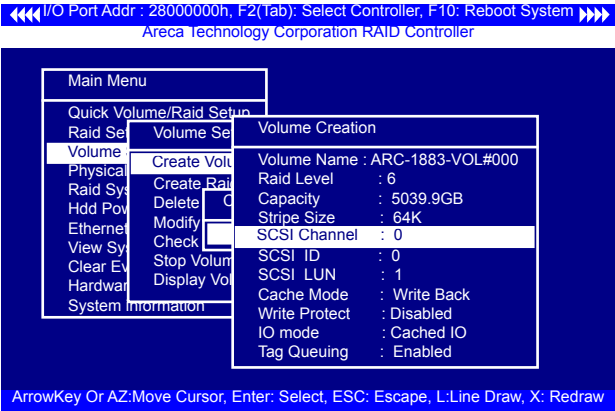 I/O Port Addr : 28000000h, F2(Tab): Select Controller, F10: Reboot System
Areca Technology Corporation RAID Controller
Main Menu
Quick Volume/Raid Setup
Raid Set
Volume
Physical
Raid Sys
Hdd Pow
Ethernet
View Sy
Clear Ev
Hardwar
System Information
Volume Se
Create Volu
Create Raid
Delete
Modify
Check
Stop Volum
Display Vol
C
Volume Creation
Volume Name : ARC-1883-VOL#000
Raid Level : 6
Capacity : 5039.9GB
Stripe Size : 64K
SCSI Channel : 0
SCSI ID : 0
SCSI LUN : 1
Cache Mode : Write Back
Write Protect : Disabled
IO mode : Cached IO
Tag Queuing : Enabled
ArrowKey Or AZ:Move Cursor, Enter: Select, ESC: Escape, L:Line Draw, X: Redraw